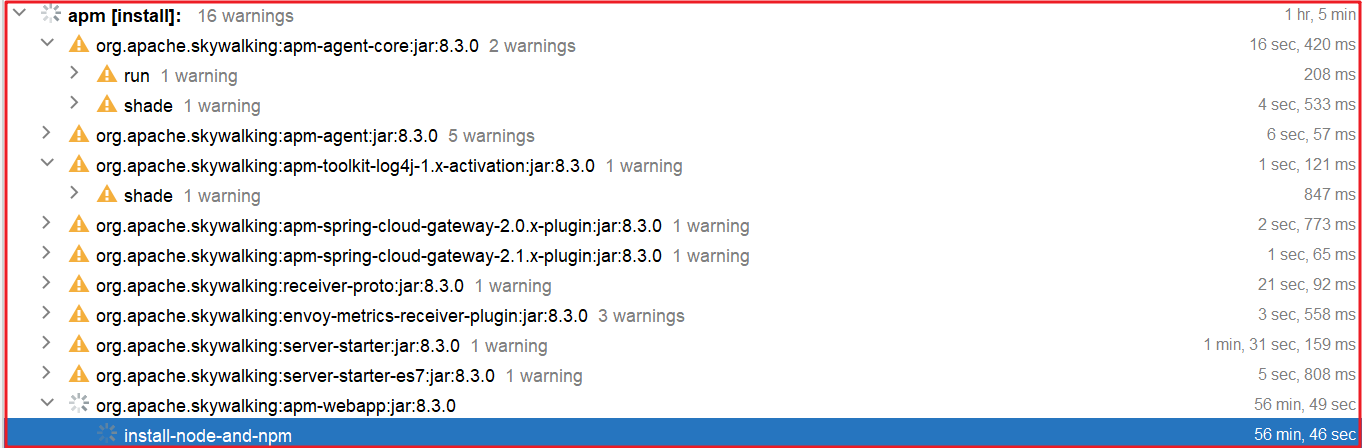 apm [install]: 16 warnings 1 hr, 5 min
org.apache.skywalking:apm-agent-core:jar:8.3.0 2 warnings 16 sec, 420 ms
run 1 warning 208 ms
shade 1 warning 4 sec, 533 ms
org.apache.skywalking:apm-agent:jar:8.3.0 5 warnings 6 sec, 57 ms
org.apache.skywalking:apm-toolkit-log4j-1.x-activation:jar:8.3.0 1 warning 1 sec, 121 ms
shade 1 warning 847 ms
org.apache.skywalking:apm-spring-cloud-gateway-2.0.x-plugin:jar:8.3.0 1 warning 2 sec, 773 ms
org.apache.skywalking:apm-spring-cloud-gateway-2.1.x-plugin:jar:8.3.0 1 warning 1 sec, 65 ms
org.apache.skywalking:receiver-proto:jar:8.3.0 1 warning 21 sec, 92 ms
org.apache.skywalking:envoy-metrics-receiver-plugin:jar:8.3.0 3 warnings 3 sec, 558 ms
org.apache.skywalking:server-starter:jar:8.3.0 1 warning 1 min, 31 sec, 159 ms
org.apache.skywalking:server-starter-es7:jar:8.3.0 1 warning 5 sec, 808 ms
org.apache.skywalking:apm-webapp:jar:8.3.0 56 min, 49 sec
install-node-and-npm 56 min, 46 sec